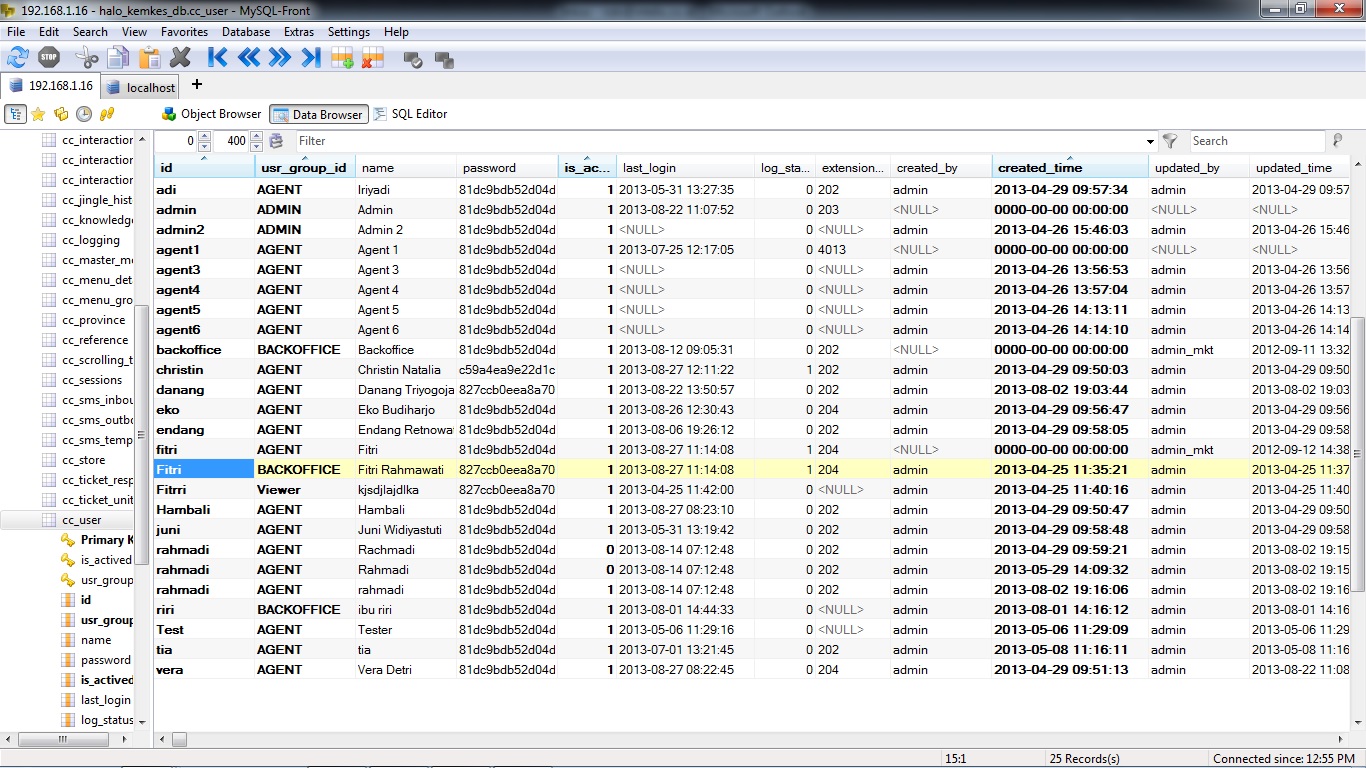 192.168.1.16 - halo_kemkes_db.cc_user - MySQL-Front
File Edit Search View Favorites Database Extras Settings Help
STOP
192.168.1.16 localhost +
Object Browser Data Browser SQL Editor
0 400 Filter Search
cc_interaction
cc_interaction
cc_interaction
cc_jingle_hist
cc_knowledge
cc_logging
cc_master_me
cc_menu_det
cc_menu_gro
cc_province
cc_reference
cc_scrolling_t
cc_sessions
cc_sms_inbou
cc_sms_outbo
cc_sms_temp
cc_store
cc_ticket_resp
cc_ticket_unit
cc_user
Primary K
is_actived
usr_group
id
usr_group
name
password
is_actived
last_login
log_status
id usr_group_id name password is_ac... last_login log_sta... extension... created_by created_time updated_by updated_time
adi AGENT Iriyadi 81dc9bdb52d04d 1 2013-05-31 13:27:35 0 202 admin 2013-04-29 09:57:34 admin 2013-04-29 09:57
admin ADMIN Admin 81dc9bdb52d04d 1 2013-08-22 11:07:52 0 203 <NULL> 0000-00-00 00:00:00 <NULL> <NULL>
admin2 ADMIN Admin 2 81dc9bdb52d04d 1 <NULL> 0 <NULL> admin 2013-04-26 15:46:03 admin 2013-04-26 15:46
agent1 AGENT Agent 1 81dc9bdb52d04d 1 2013-07-25 12:17:05 0 4013 <NULL> 0000-00-00 00:00:00 <NULL> <NULL>
agent3 AGENT Agent 3 81dc9bdb52d04d 1 <NULL> 0 <NULL> admin 2013-04-26 13:56:53 admin 2013-04-26 13:56
agent4 AGENT Agent 4 81dc9bdb52d04d 1 <NULL> 0 <NULL> admin 2013-04-26 13:57:04 admin 2013-04-26 13:57
agent5 AGENT Agent 5 81dc9bdb52d04d 1 <NULL> 0 <NULL> admin 2013-04-26 14:13:11 admin 2013-04-26 14:13
agent6 AGENT Agent 6 81dc9bdb52d04d 1 <NULL> 0 <NULL> admin 2013-04-26 14:14:10 admin 2013-04-26 14:14
backoffice BACKOFFICE Backoffice 81dc9bdb52d04d 1 2013-08-12 09:05:31 0 202 <NULL> 0000-00-00 00:00:00 admin_mkt 2012-09-11 13:32
christin AGENT Christin Natalia c59a4ea9e22d1c 1 2013-08-27 12:11:22 1 202 admin 2013-04-29 09:50:03 admin 2013-04-29 09:50
danang AGENT Danang Triyogoja 827ccb0eea8a70 1 2013-08-22 13:50:57 0 202 admin 2013-08-02 19:03:44 admin 2013-08-02 19:03
eko AGENT Eko Budiharjo 81dc9bdb52d04d 1 2013-08-26 12:30:43 0 204 admin 2013-04-29 09:56:47 admin 2013-04-29 09:56
endang AGENT Endang Retnowat 81dc9bdb52d04d 1 2013-08-06 19:26:12 0 202 admin 2013-04-29 09:58:05 admin 2013-04-29 09:58
fitri AGENT Fitri 81dc9bdb52d04d 1 2013-08-27 11:14:08 1 204 <NULL> 0000-00-00 00:00:00 admin_mkt 2012-09-12 14:38
Fitri BACKOFFICE Fitri Rahmawati 827ccb0eea8a70 1 2013-08-27 11:14:08 1 204 admin 2013-04-25 11:35:21 admin 2013-04-25 11:37
Fitrri Viewer kjsdjlajdlka 827ccb0eea8a70 1 2013-04-25 11:42:00 0 <NULL> admin 2013-04-25 11:40:16 admin 2013-04-25 11:40
Hambali AGENT Hambali 81dc9bdb52d04d 1 2013-08-27 08:23:10 0 202 admin 2013-04-29 09:50:47 admin 2013-04-29 09:50
juni AGENT Juni Widiyastuti 81dc9bdb52d04d 1 2013-05-31 13:19:42 0 202 admin 2013-04-29 09:58:48 admin 2013-04-29 09:58
rahmadi AGENT Rachmadi 81dc9bdb52d04d 0 2013-08-14 07:12:48 0 202 admin 2013-04-29 09:59:21 admin 2013-08-02 19:15
rahmadi AGENT Rahmadi 81dc9bdb52d04d 0 2013-08-14 07:12:48 0 202 admin 2013-05-29 14:09:32 admin 2013-08-02 19:15
rahmadi AGENT rahmadi 81dc9bdb52d04d 1 2013-08-14 07:12:48 0 202 admin 2013-08-02 19:16:06 admin 2013-08-02 19:16
riri BACKOFFICE ibu riri 81dc9bdb52d04d 1 2013-08-01 14:44:33 0 <NULL> admin 2013-08-01 14:16:12 admin 2013-08-01 14:16
Test AGENT Tester 81dc9bdb52d04d 1 2013-05-06 11:29:16 0 <NULL> admin 2013-05-06 11:29:09 admin 2013-05-06 11:29
tia AGENT tia 81dc9bdb52d04d 1 2013-07-01 13:21:45 0 202 admin 2013-05-08 11:16:11 admin 2013-05-08 11:16
vera AGENT Vera Detri 81dc9bdb52d04d 1 2013-08-27 08:22:45 0 204 admin 2013-04-29 09:51:13 admin 2013-08-22 11:08
15:1 25 Records(s) Connected since: 12:55 PM